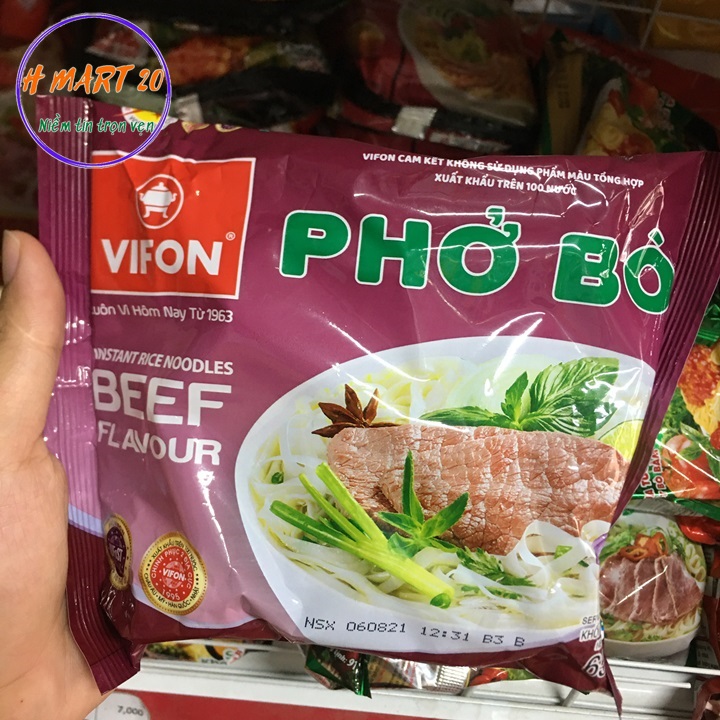 H MART 20
Niềm tin trọn vẹn
VIFON CAM KẾT KHÔNG SỬ DỤNG PHẨM MÀU TỔNG HỢP
XUẤT KHẨU TRÊN 100 NƯỚC
VIFON®
PHỞ BÒ
Luôn Vì Hôm Nay Từ 1963
INSTANT RICE NOODLES
BEEF
FLAVOUR
VIFON
NSX 060821 12:31 B3 B
7,000